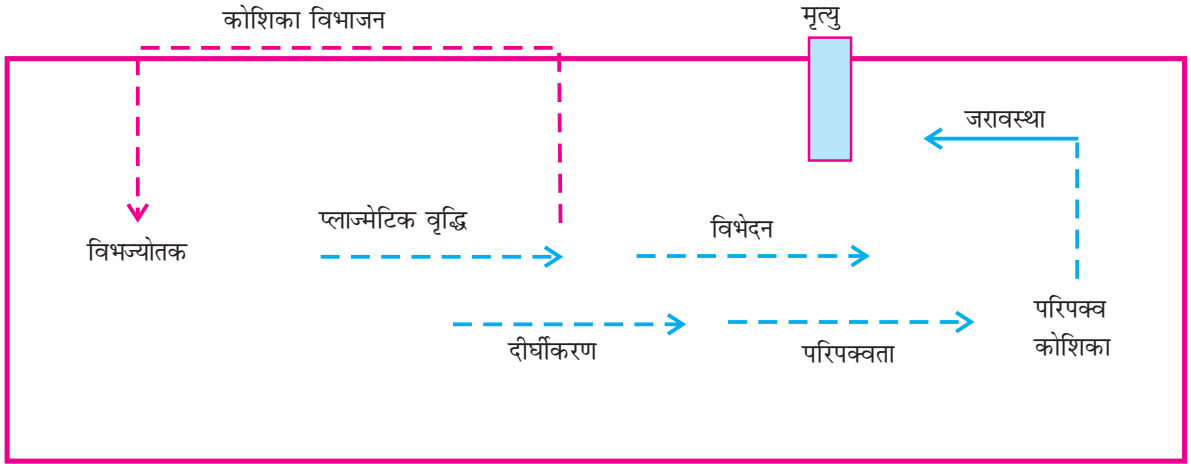 कोशिका विभाजन
मृत्यु
जरावस्था
प्लाज्मेटिक वृद्धि
विभेदन
विभज्योतक
परिपक्व
कोशिका
दीर्घीकरण
परिपक्वता